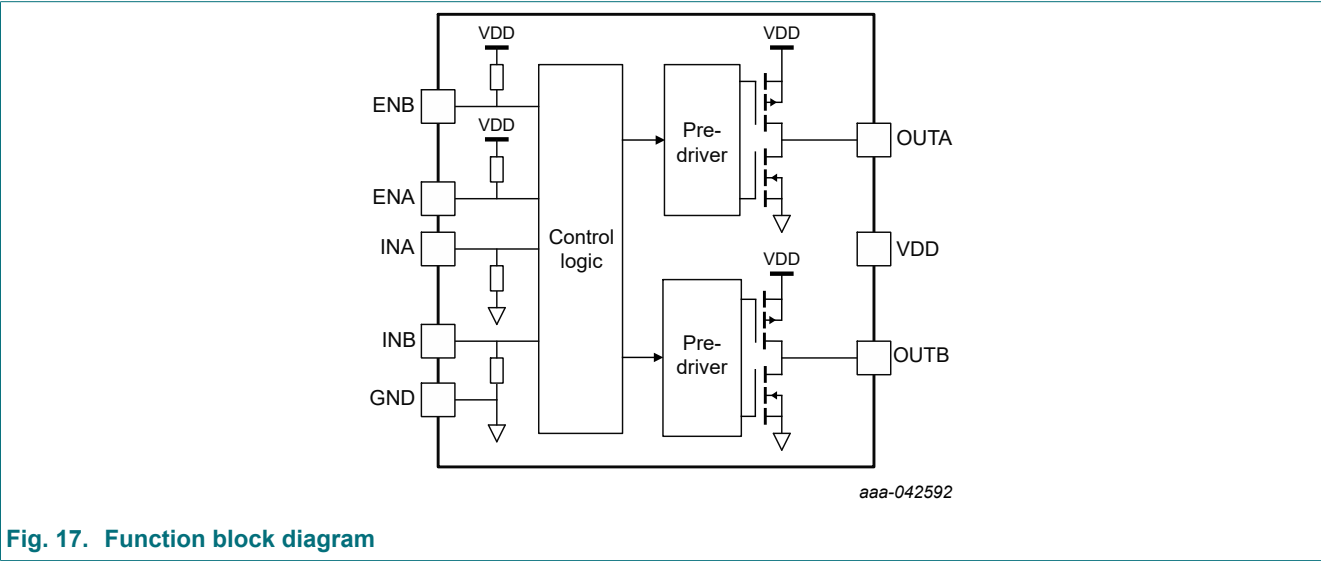 VDD
VDD
ENB
VDD
Pre-
driver
OUTA
ENA
INA
Control
logic
VDD
VDD
INB
Pre-
driver
OUTB
GND
aaa-042592
Fig. 17. Function block diagram